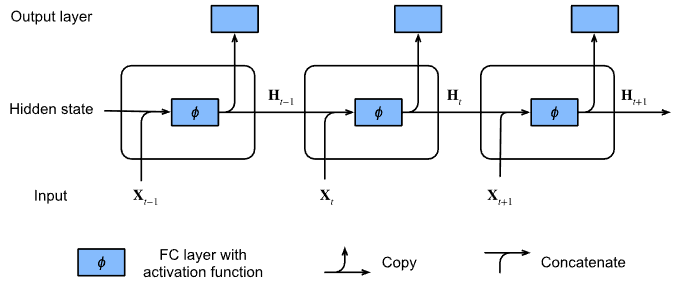 Output layer
Hidden state
ϕ
H_{t−1}
ϕ
H_t
ϕ
H_{t+1}
Input
X_{t−1}
X_t
X_{t+1}
ϕ
FC layer with
activation function
Copy
Concatenate